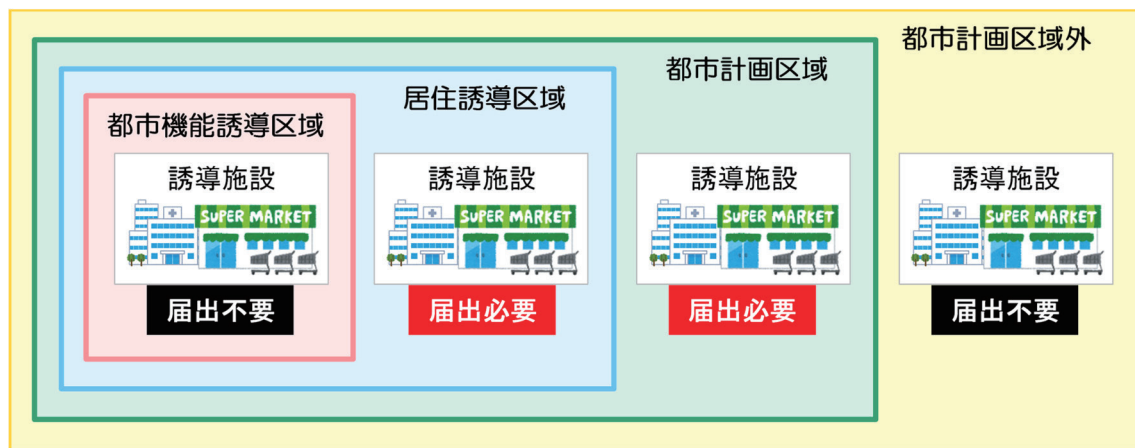 都市計画区域外
都市計画区域
居住誘導区域
都市機能誘導区域
誘導施設
SUPER MARKET
届出不要
誘導施設
SUPER MARKET
届出必要
誘導施設
SUPER MARKET
届出必要
誘導施設
SUPER MARKET
届出不要